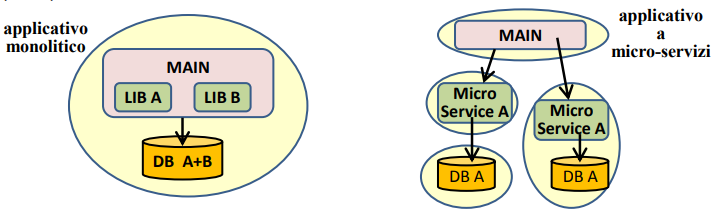 applicativo
monolitico
MAIN
LIB A
LIB B
DB A+B
applicativo
a
micro-servizi
MAIN
Micro
Service A
DB A
Micro
Service A
DB A